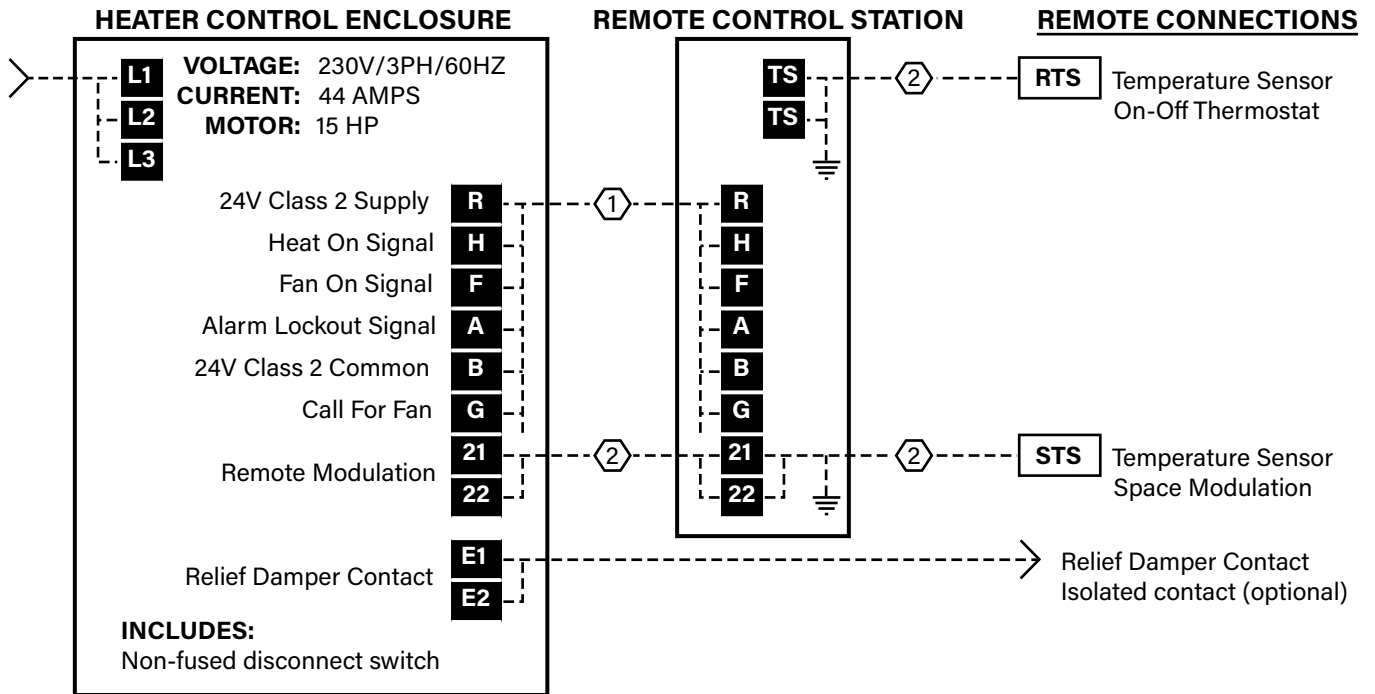 HEATER CONTROL ENCLOSURE
REMOTE CONTROL STATION
REMOTE CONNECTIONS
L1
L2
L3
VOLTAGE: 230V/3PH/60HZ
CURRENT: 44 AMPS
MOTOR: 15 HP
TS
TS
2
RTS
Temperature Sensor
On-Off Thermostat
24V Class 2 Supply R
1
R
Heat On Signal H
H
Fan On Signal F
F
Alarm Lockout Signal A
A
24V Class 2 Common B
B
Call For Fan G
G
Remote Modulation
21
22
2
21
22
2
STS
Temperature Sensor
Space Modulation
Relief Damper Contact
E1
E2
Relief Damper Contact
Isolated contact (optional)
INCLUDES:
Non-fused disconnect switch